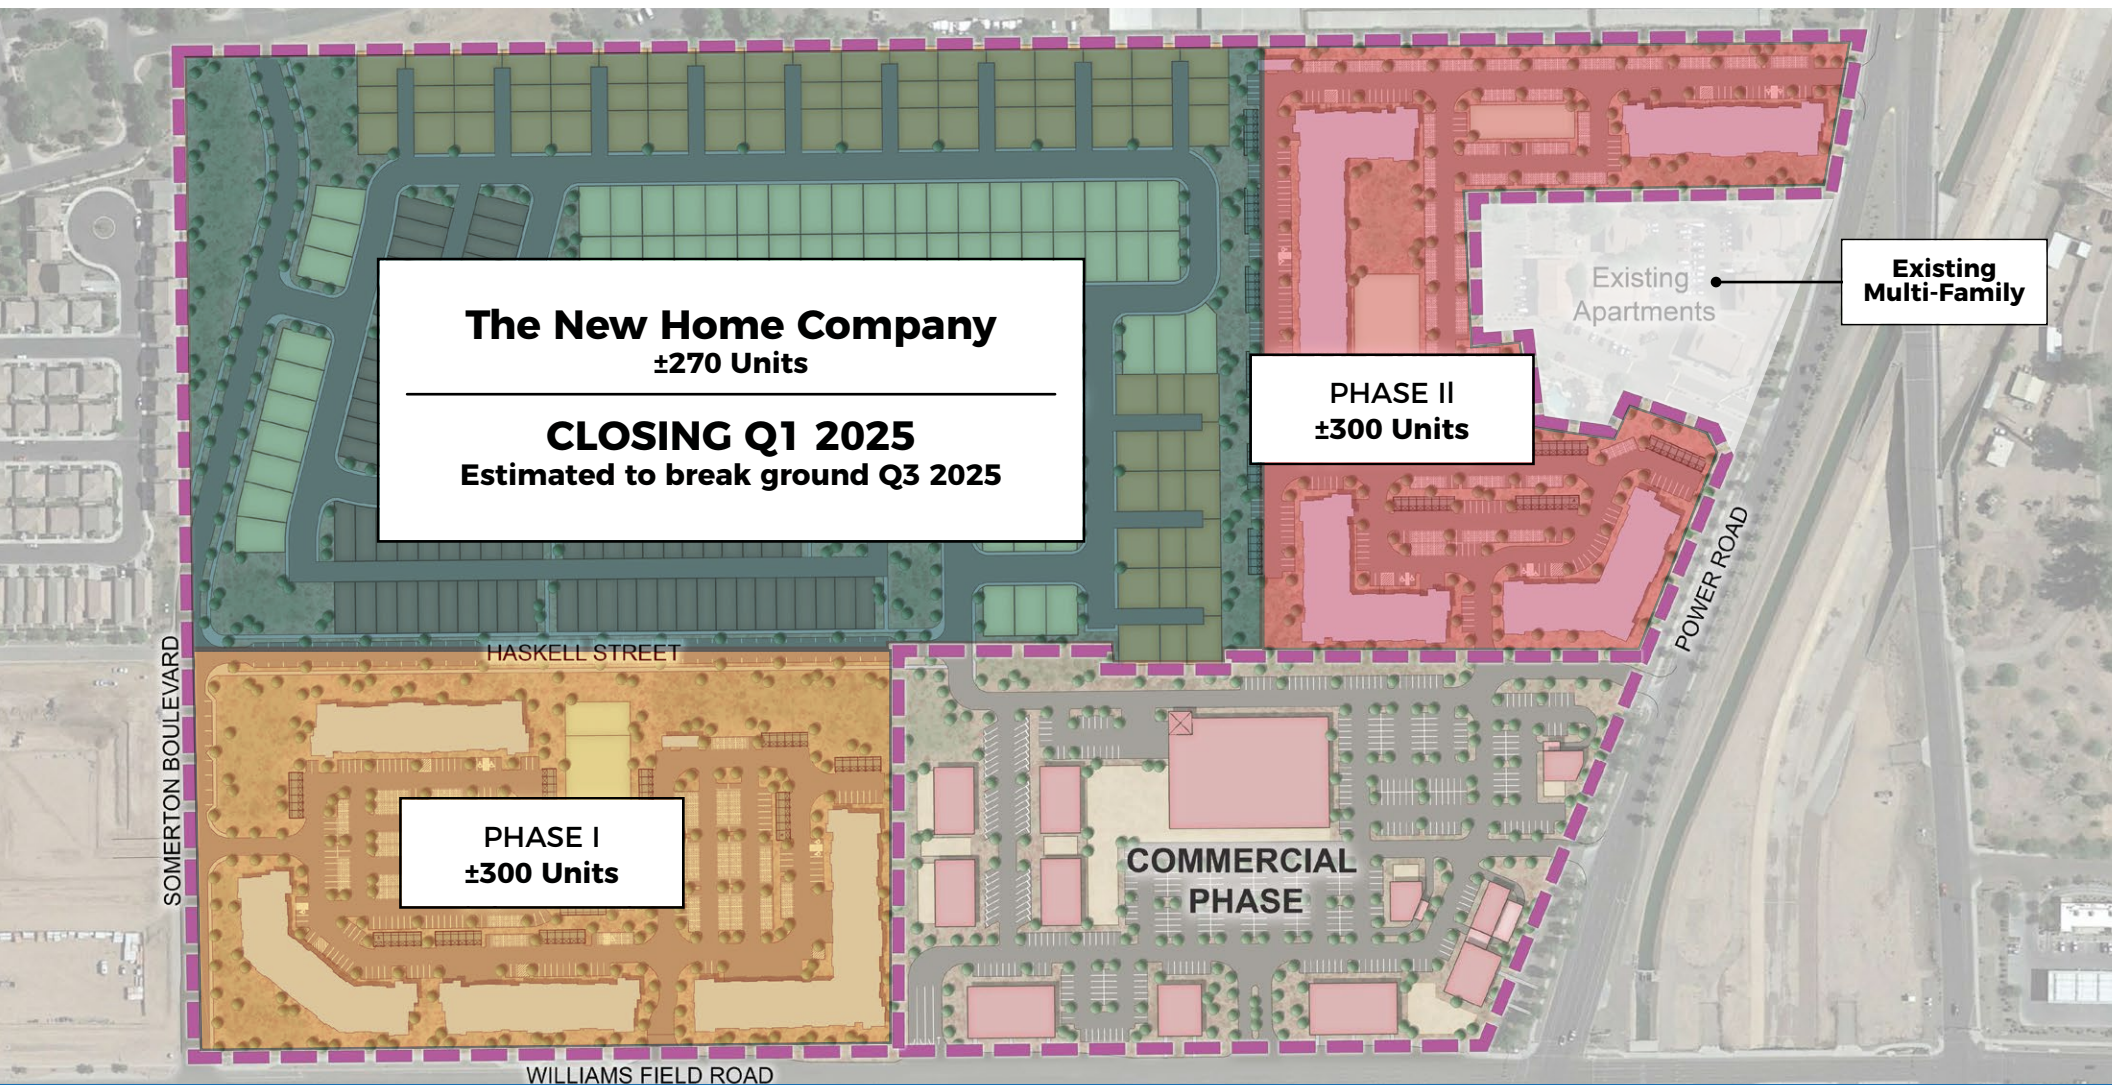 The New Home Company
±270 Units
CLOSING Q1 2025
Estimated to break ground Q3 2025
Existing
Apartments
Existing
Multi-Family
PHASE II
±300 Units
POWER ROAD
HASKELL STREET
SOMERTON BOULEVARD
PHASE I
±300 Units
COMMERCIAL
PHASE
WILLIAMS FIELD ROAD